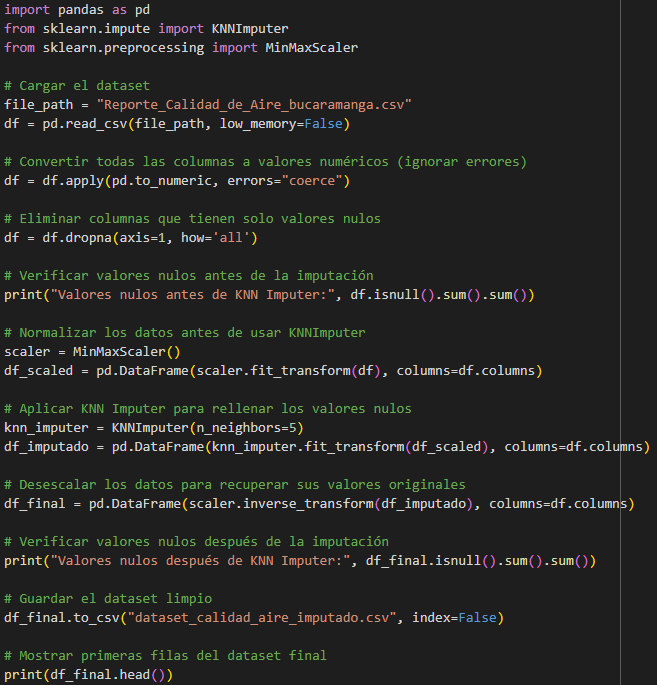 import pandas as pd
from sklearn.impute import KNNImputer
from sklearn.preprocessing import MinMaxScaler

# Cargar el dataset
file_path = "Reporte_Calidad_de_Aire_bucaramanga.csv"
df = pd.read_csv(file_path, low_memory=False)

# Convertir todas las columnas a valores numéricos (ignorar errores)
df = df.apply(pd.to_numeric, errors="coerce")

# Eliminar columnas que tienen solo valores nulos
df = df.dropna(axis=1, how='all')

# Verificar valores nulos antes de la imputación
print("Valores nulos antes de KNN Imputer:", df.isnull().sum().sum())

# Normalizar los datos antes de usar KNNImputer
scaler = MinMaxScaler()
df_scaled = pd.DataFrame(scaler.fit_transform(df), columns=df.columns)

# Aplicar KNN Imputer para rellenar los valores nulos
knn_imputer = KNNImputer(n_neighbors=5)
df_imputado = pd.DataFrame(knn_imputer.fit_transform(df_scaled), columns=df.columns)

# Desescalar los datos para recuperar sus valores originales
df_final = pd.DataFrame(scaler.inverse_transform(df_imputado), columns=df.columns)

# Verificar valores nulos después de la imputación
print("Valores nulos después de KNN Imputer:", df_final.isnull().sum().sum())

# Guardar el dataset limpio
df_final.to_csv("dataset_calidad_aire_imputado.csv", index=False)

# Mostrar primeras filas del dataset final
print(df_final.head())